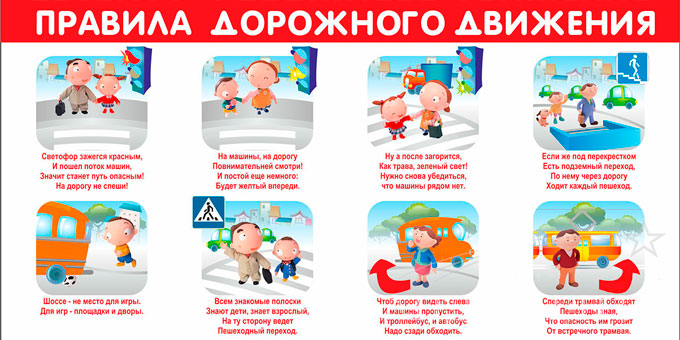 ПРАВИЛА ДОРОЖНОГО ДВИЖЕНИЯ
Светофор зажегся красным,
И пошел поток машин,
Значит станет путь опасным!
На дорогу не спеши!
На машины, на дорогу
Повнимательней смотри!
И постой еще немного:
Будет желтый впереди.
Ну а после загорится,
Как трава, зеленый свет!
Нужно снова убедиться,
что машины рядом нет.
Если же под перекрестком
Есть подземный переход,
По нему через дорогу
Ходит каждый пешеход.
Шоссе - не место для игры.
Для игр - площадки и дворы.
Всем знакомые полоски
Знают дети, знает взрослый,
На ту сторону ведет
Пешеходный переход.
Чтоб дорогу видеть слева
И машины пропустить,
И троллейбус, и автобус
Надо сзади обходить.
Спереди трамвай обходят
Пешеходы зная,
Что опасность им грозит
От встречного трамвая.